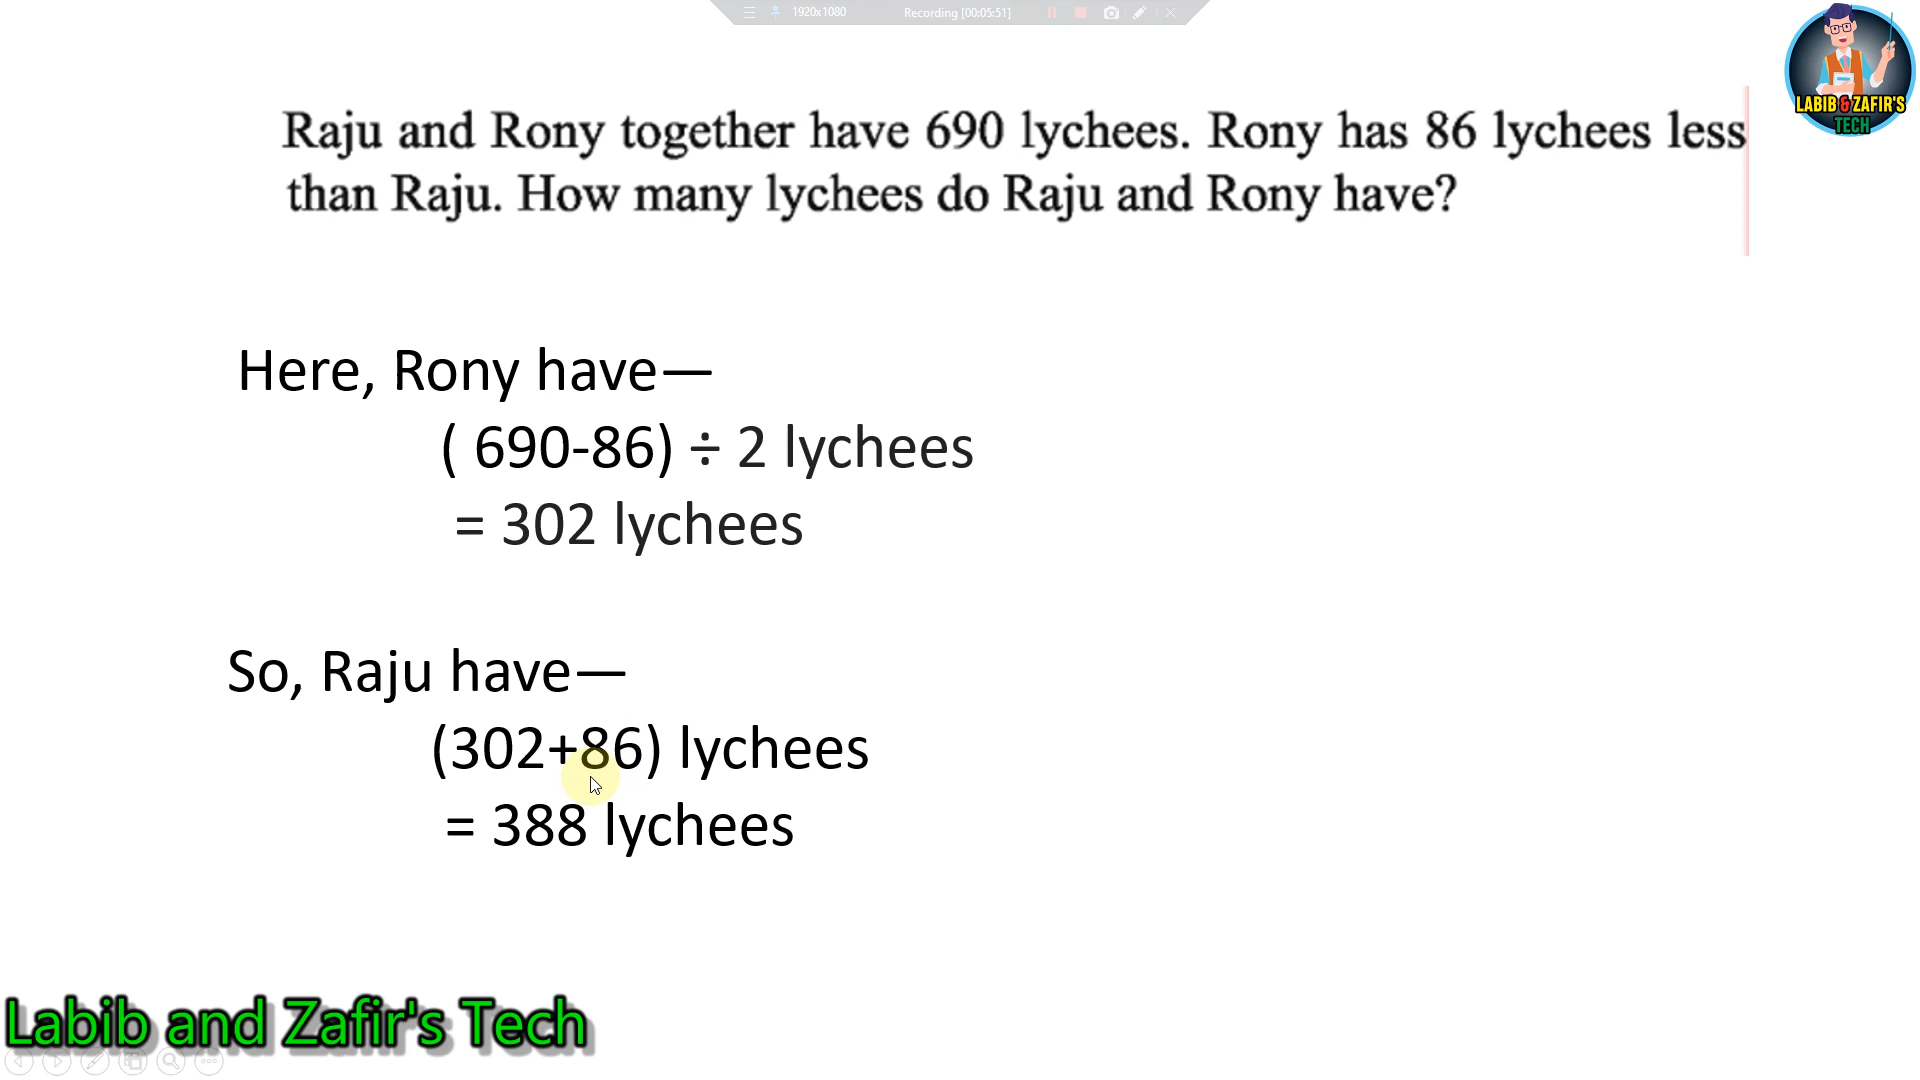 1920x1080 Recording [00:05:51]
LABIB & ZAFIR'S
TECH
Raju and Rony together have 690 lychees. Rony has 86 lychees less
than Raju. How many lychees do Raju and Rony have?
Here, Rony have—
( 690-86) ÷ 2 lychees
= 302 lychees
So, Raju have—
(302+86) lychees
= 388 lychees
Labib and Zafir's Tech